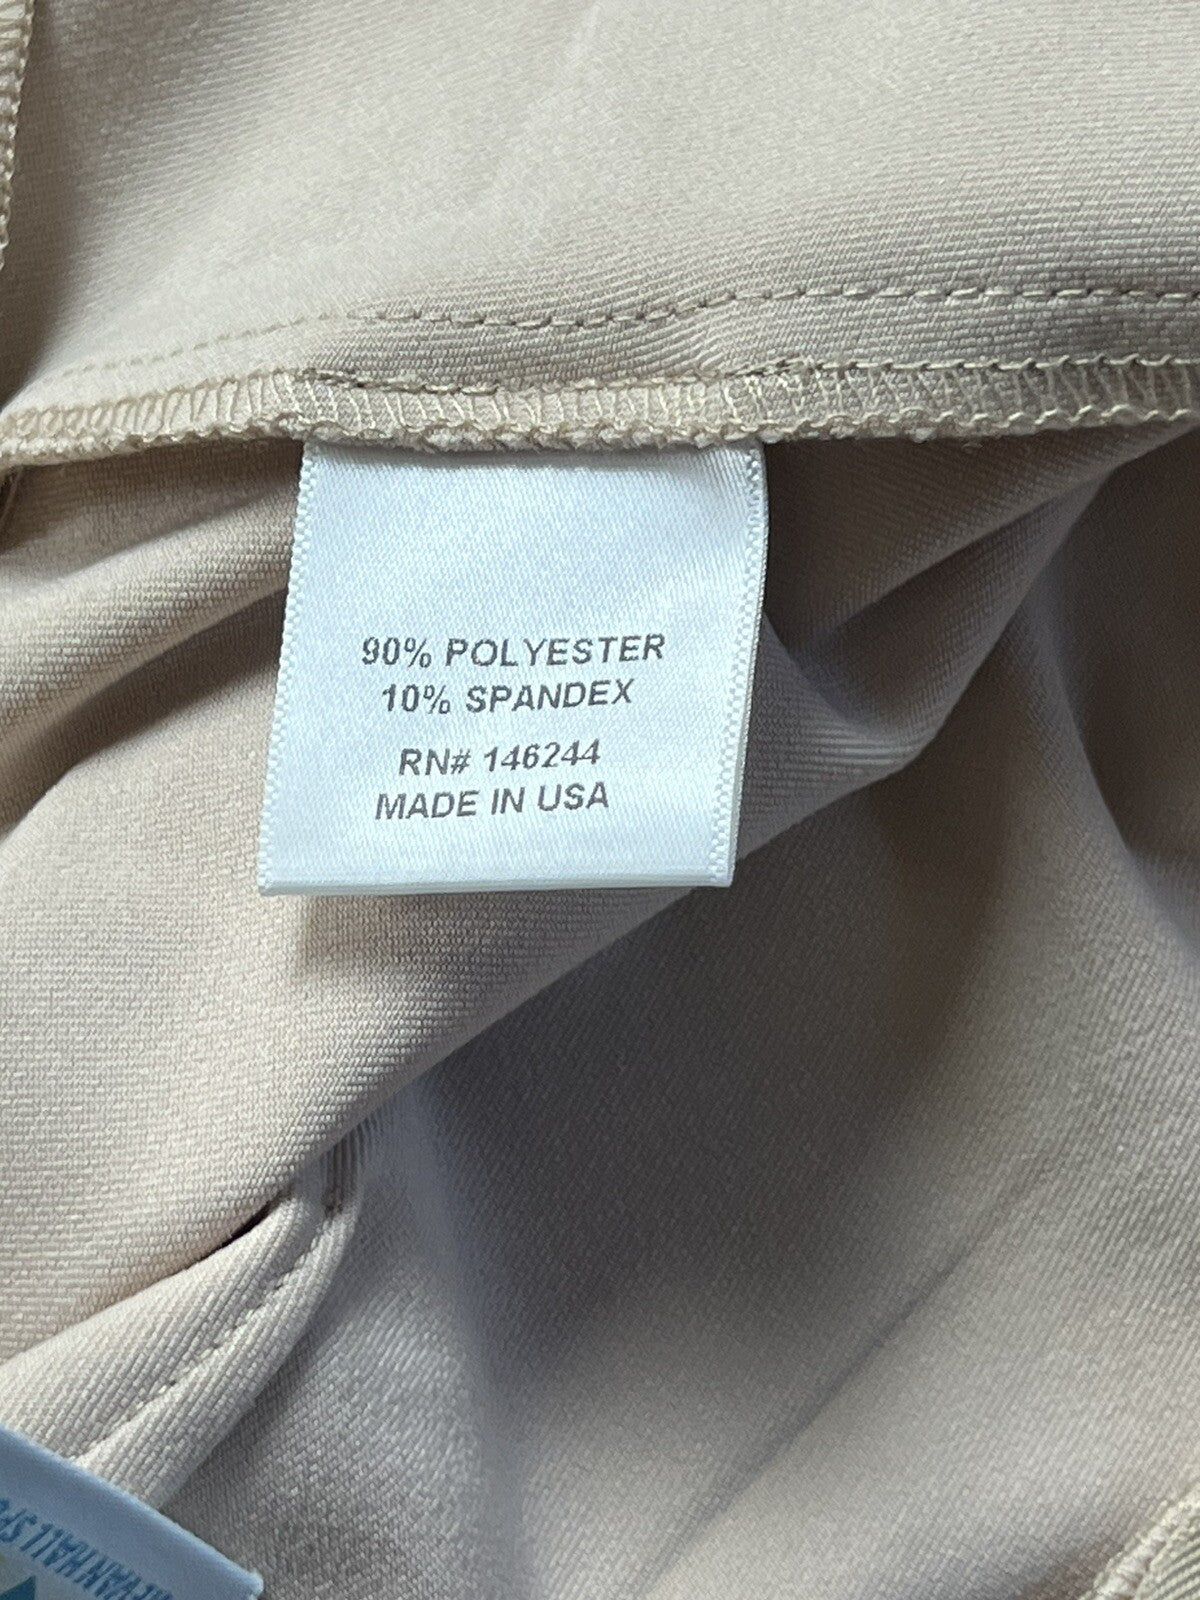 90% POLYESTER
10% SPANDEX
RN# 146244
MADE IN USA